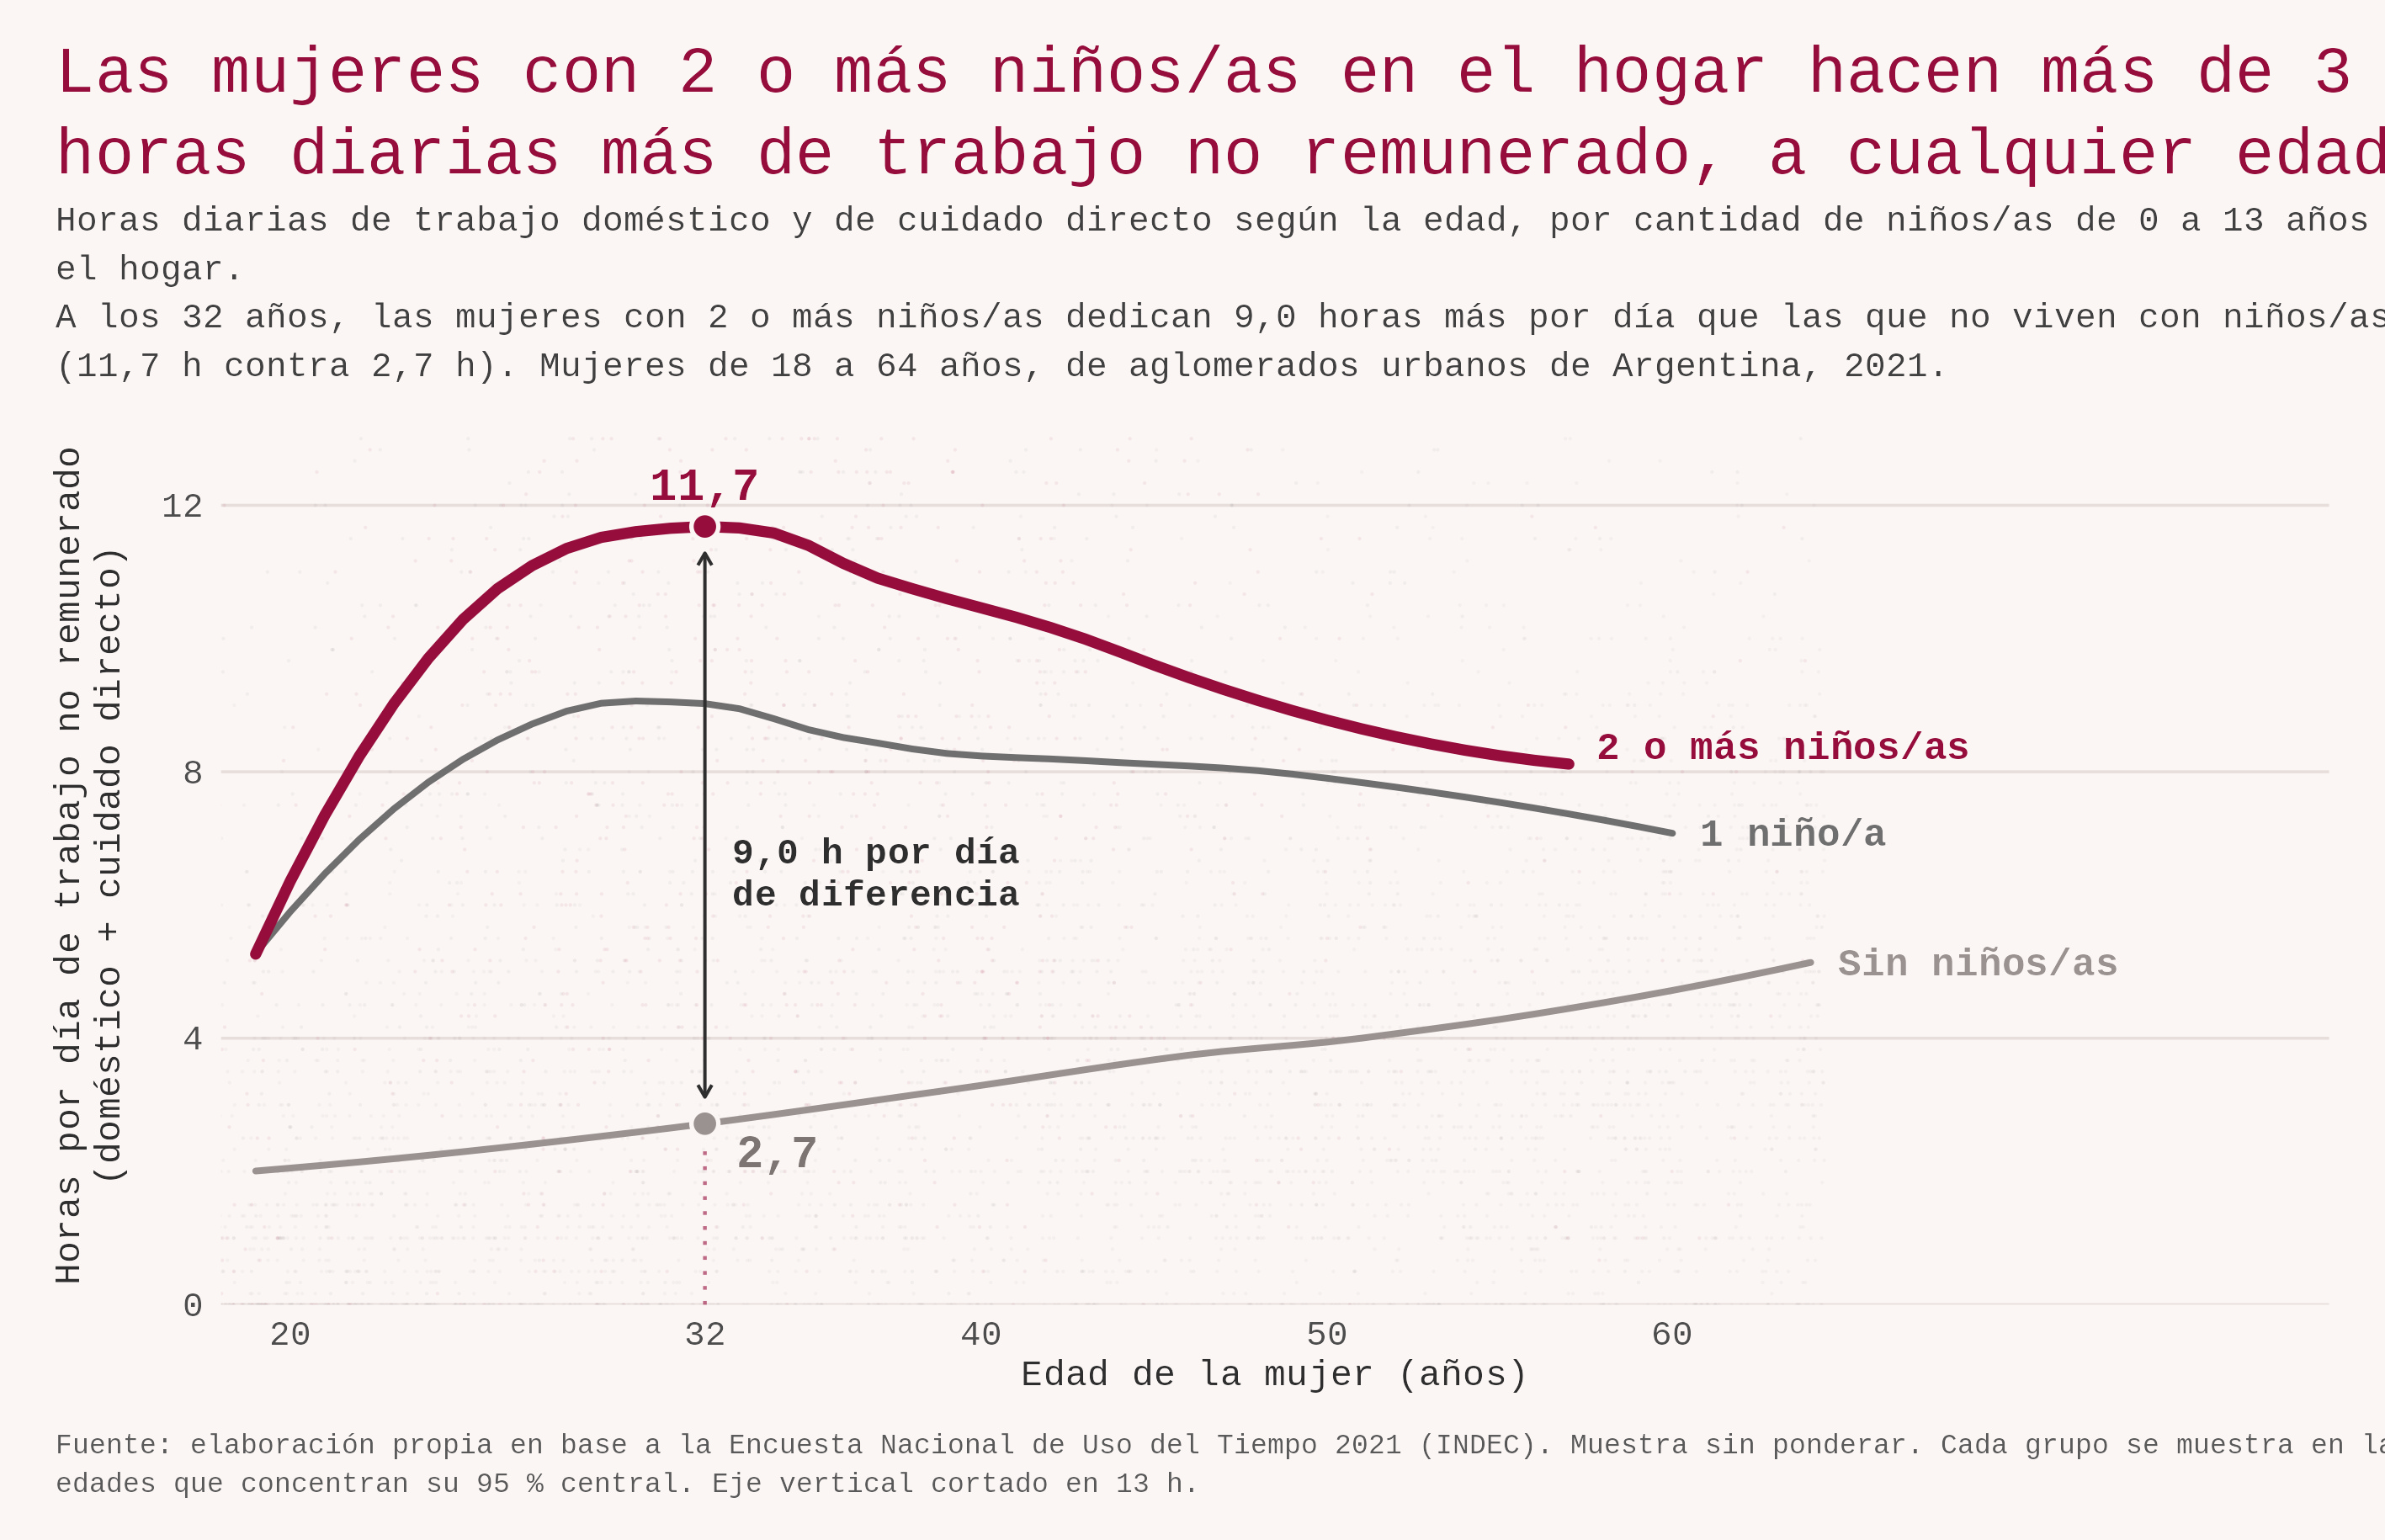 Las mujeres con 2 o más niños/as en el hogar hacen más de 3
horas diarias más de trabajo no remunerado, a cualquier edad
Horas diarias de trabajo doméstico y de cuidado directo según la edad, por cantidad de niños/as de 0 a 13 años
el hogar.
A los 32 años, las mujeres con 2 o más niños/as dedican 9,0 horas más por día que las que no viven con niños/as
(11,7 h contra 2,7 h). Mujeres de 18 a 64 años, de aglomerados urbanos de Argentina, 2021.
Horas por día de trabajo no remunerado
(doméstico + cuidado directo)
12
8
4
0
11,7
9,0 h por día
de diferencia
2,7
2 o más niños/as
1 niño/a
Sin niños/as
20
32
40
50
60
Edad de la mujer (años)
Fuente: elaboración propia en base a la Encuesta Nacional de Uso del Tiempo 2021 (INDEC). Muestra sin ponderar. Cada grupo se muestra en la
edades que concentran su 95 % central. Eje vertical cortado en 13 h.